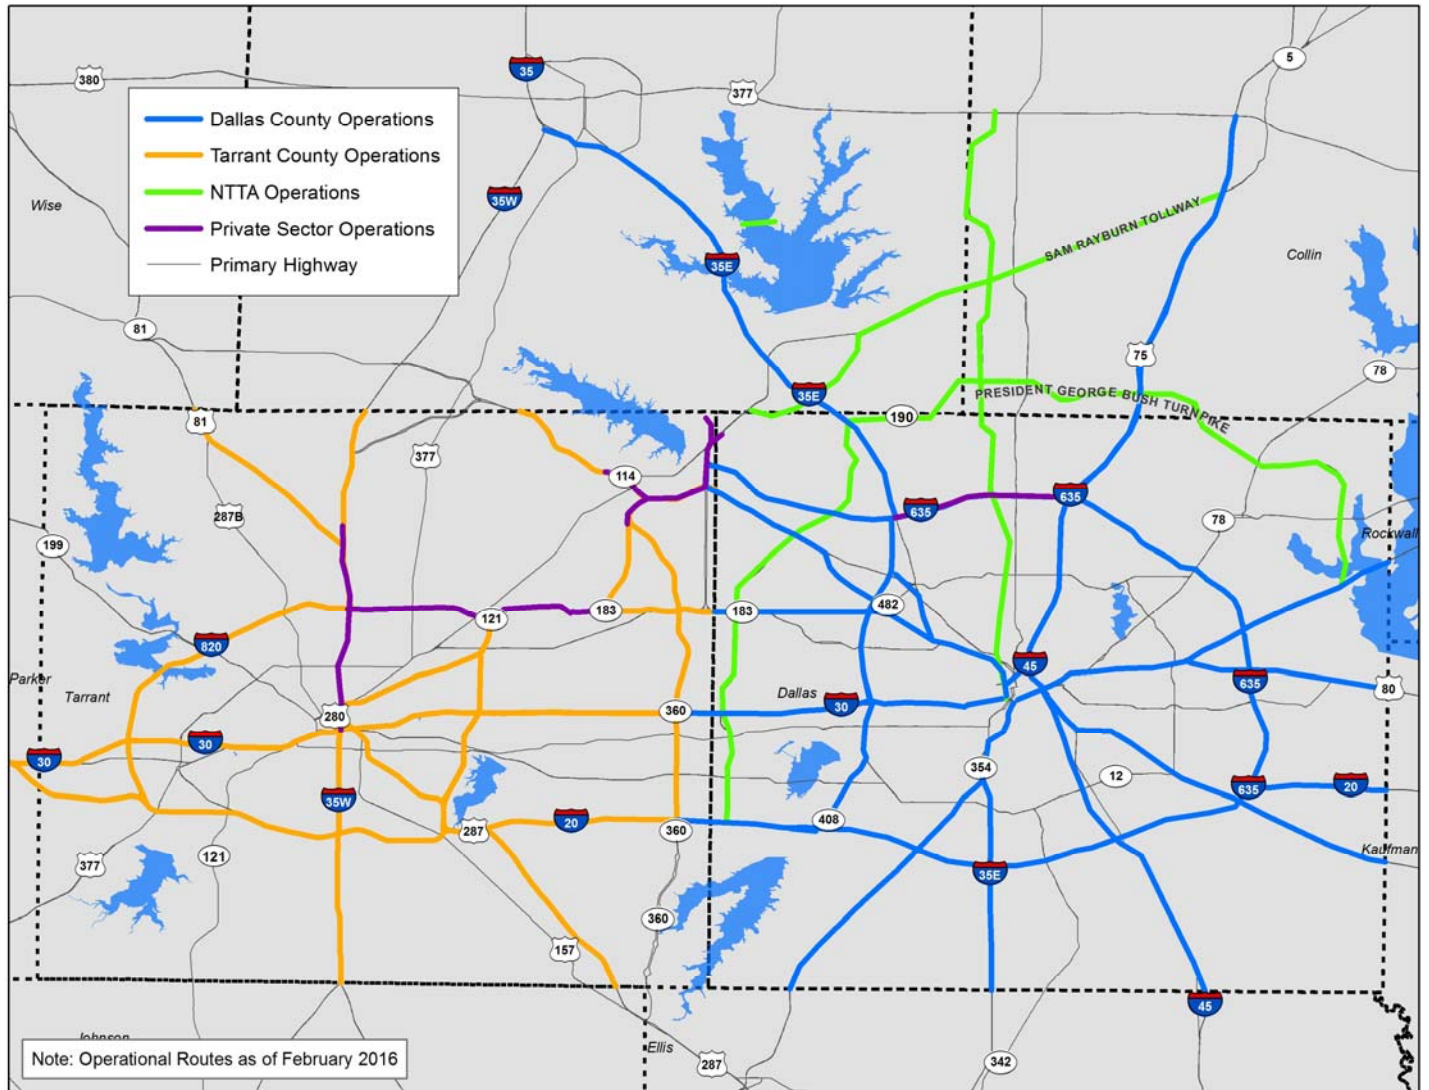 5
35
380
377
Dallas County Operations
Tarrant County Operations
NTTA Operations
Private Sector Operations
Primary Highway
35W
Wise
SAM RAYBURN TOLLWAY
Collin
35E
81
75
78
35E
PRESIDENT GEORGE BUSH TURNPIKE
190
81
377
114
635
635
287B
78
199
Rockwall
183
121
183
482
820
45
Parker
Tarrant
Dallas
635
80
280
360
30
30
30
354
12
635
20
35W
408
20
287
360
121
377
35E
Kaufman
360
157
45
Johnson
Note: Operational Routes as of February 2016
Ellis
287
342